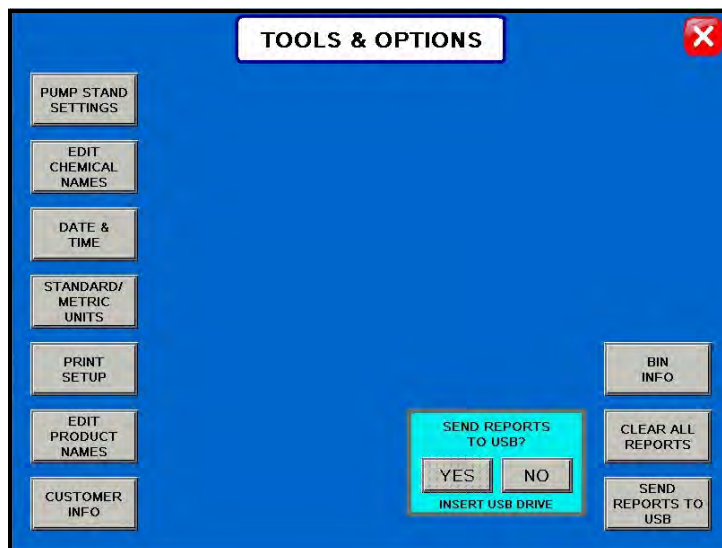 TOOLS & OPTIONS
PUMP STAND
SETTINGS
EDIT
CHEMICAL
NAMES
DATE &
TIME
STANDARD/
METRIC
UNITS
PRINT
SETUP
EDIT
PRODUCT
NAMES
CUSTOMER
INFO
SEND REPORTS
TO USB?
YES NO
INSERT USB DRIVE
BIN
INFO
CLEAR ALL
REPORTS
SEND
REPORTS TO
USB